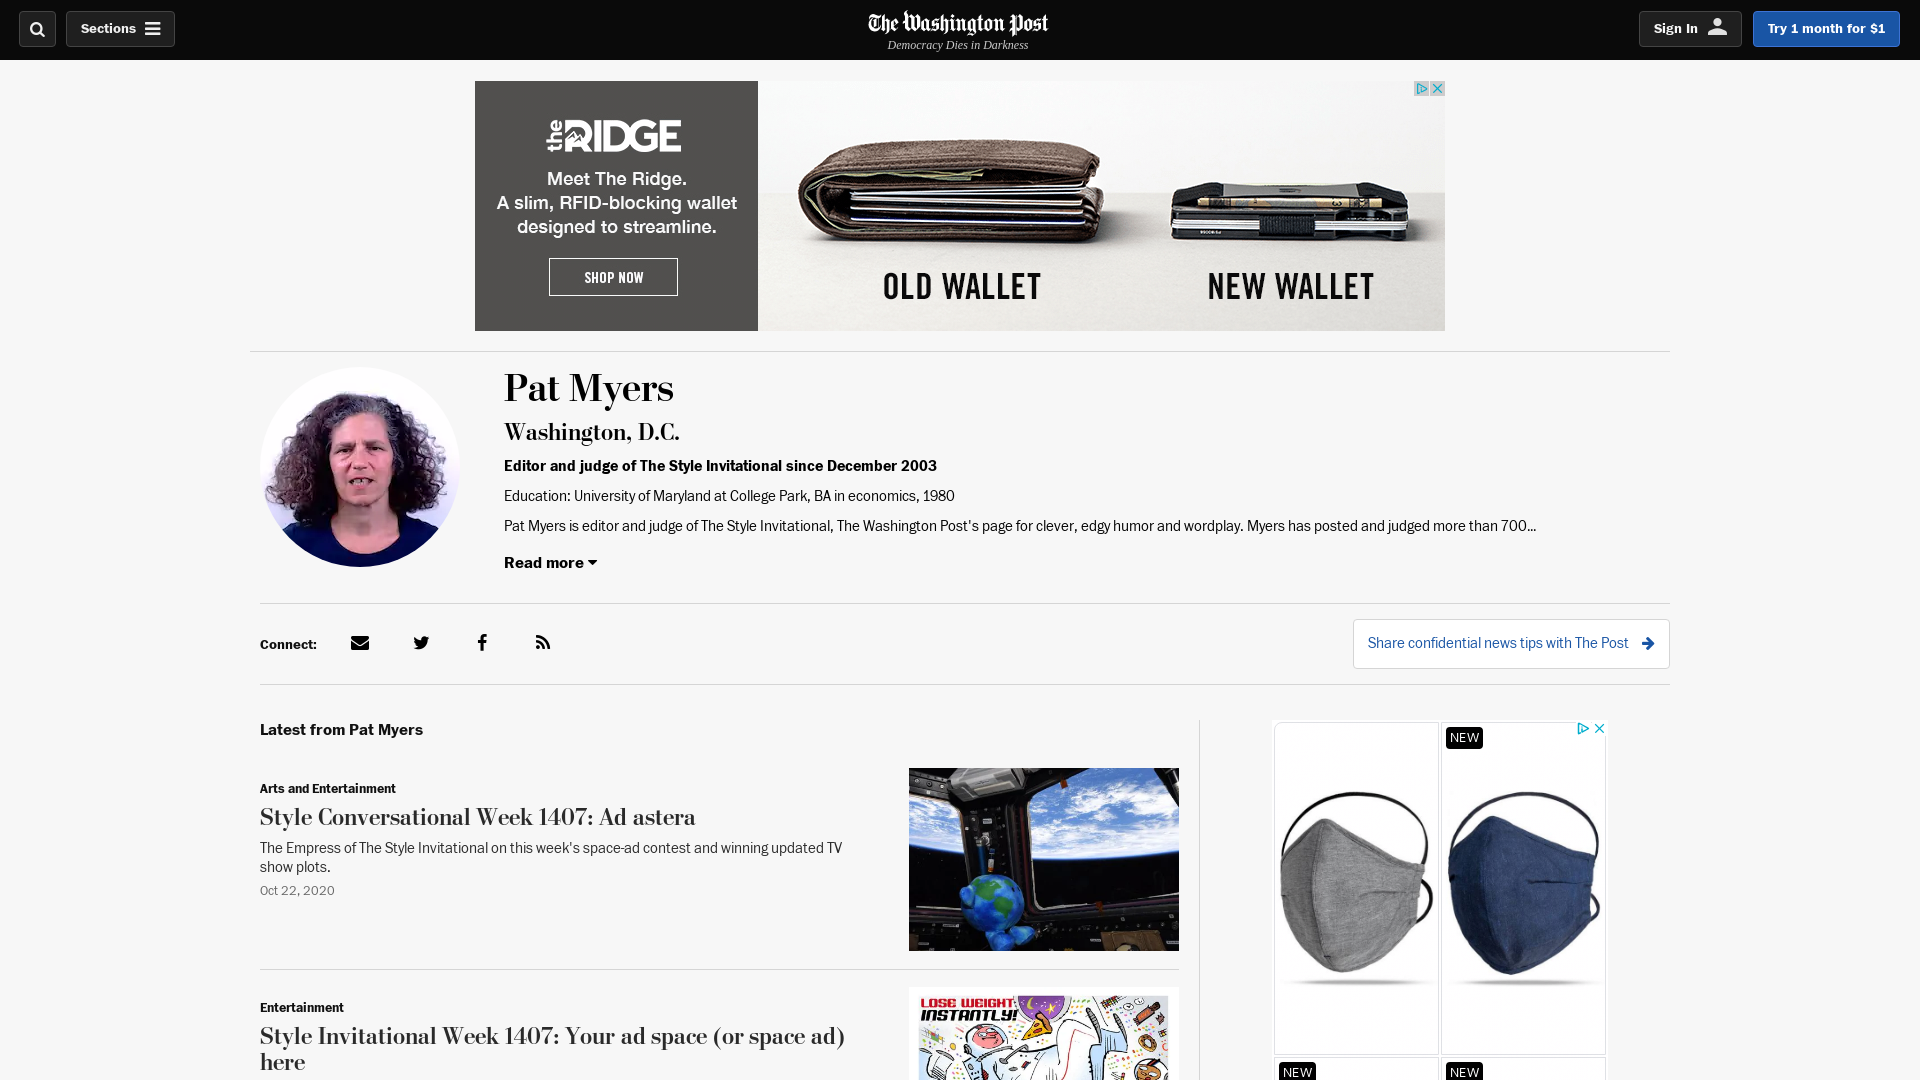 Sections
The Washington Post
Democracy Dies in Darkness
Sign In
Try 1 month for $1
the RIDGE
Meet The Ridge.
A slim, RFID-blocking wallet
designed to streamline.
SHOP NOW
OLD WALLET
NEW WALLET
Pat Myers
Washington, D.C.
Editor and judge of The Style Invitational since December 2003
Education: University of Maryland at College Park, BA in economics, 1980
Pat Myers is editor and judge of The Style Invitational, The Washington Post's page for clever, edgy humor and wordplay. Myers has posted and judged more than 700...
Read more
Connect:
Share confidential news tips with The Post
Latest from Pat Myers
Arts and Entertainment
Style Conversational Week 1407: Ad astera
The Empress of The Style Invitational on this week's space-ad contest and winning updated TV
show plots.
Oct 22, 2020
Entertainment
Style Invitational Week 1407: Your ad space (or space ad)
here
LOSE WEIGHT
INSTANTLY!
NEW
NEW
NEW